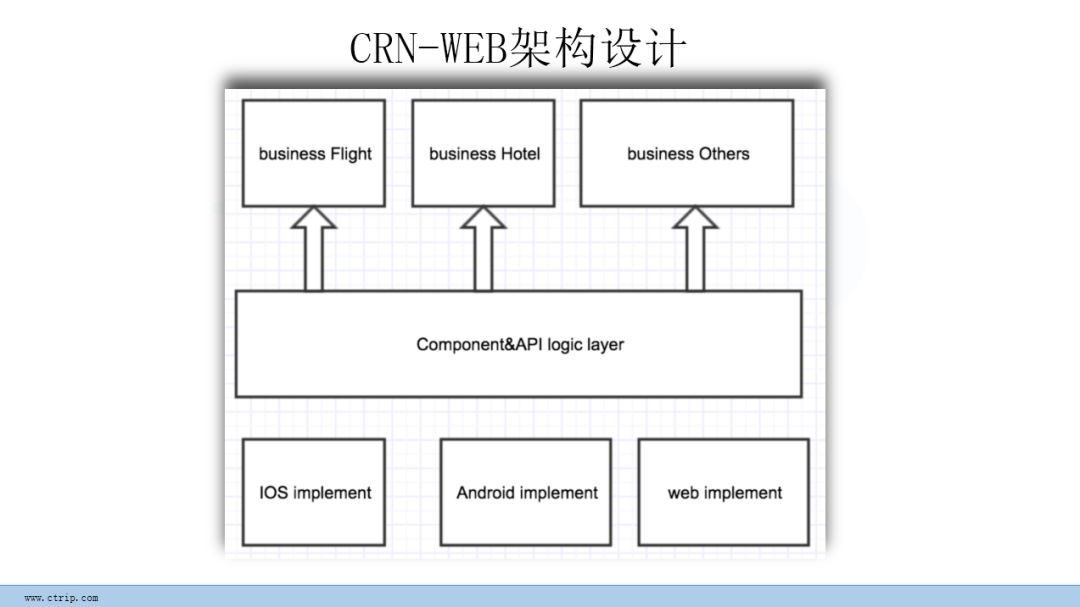 CRN-WEB架构设计
business Flight
business Hotel
business Others
Component&API logic layer
IOS implement
Android implement
web implement
www.ctrip.com